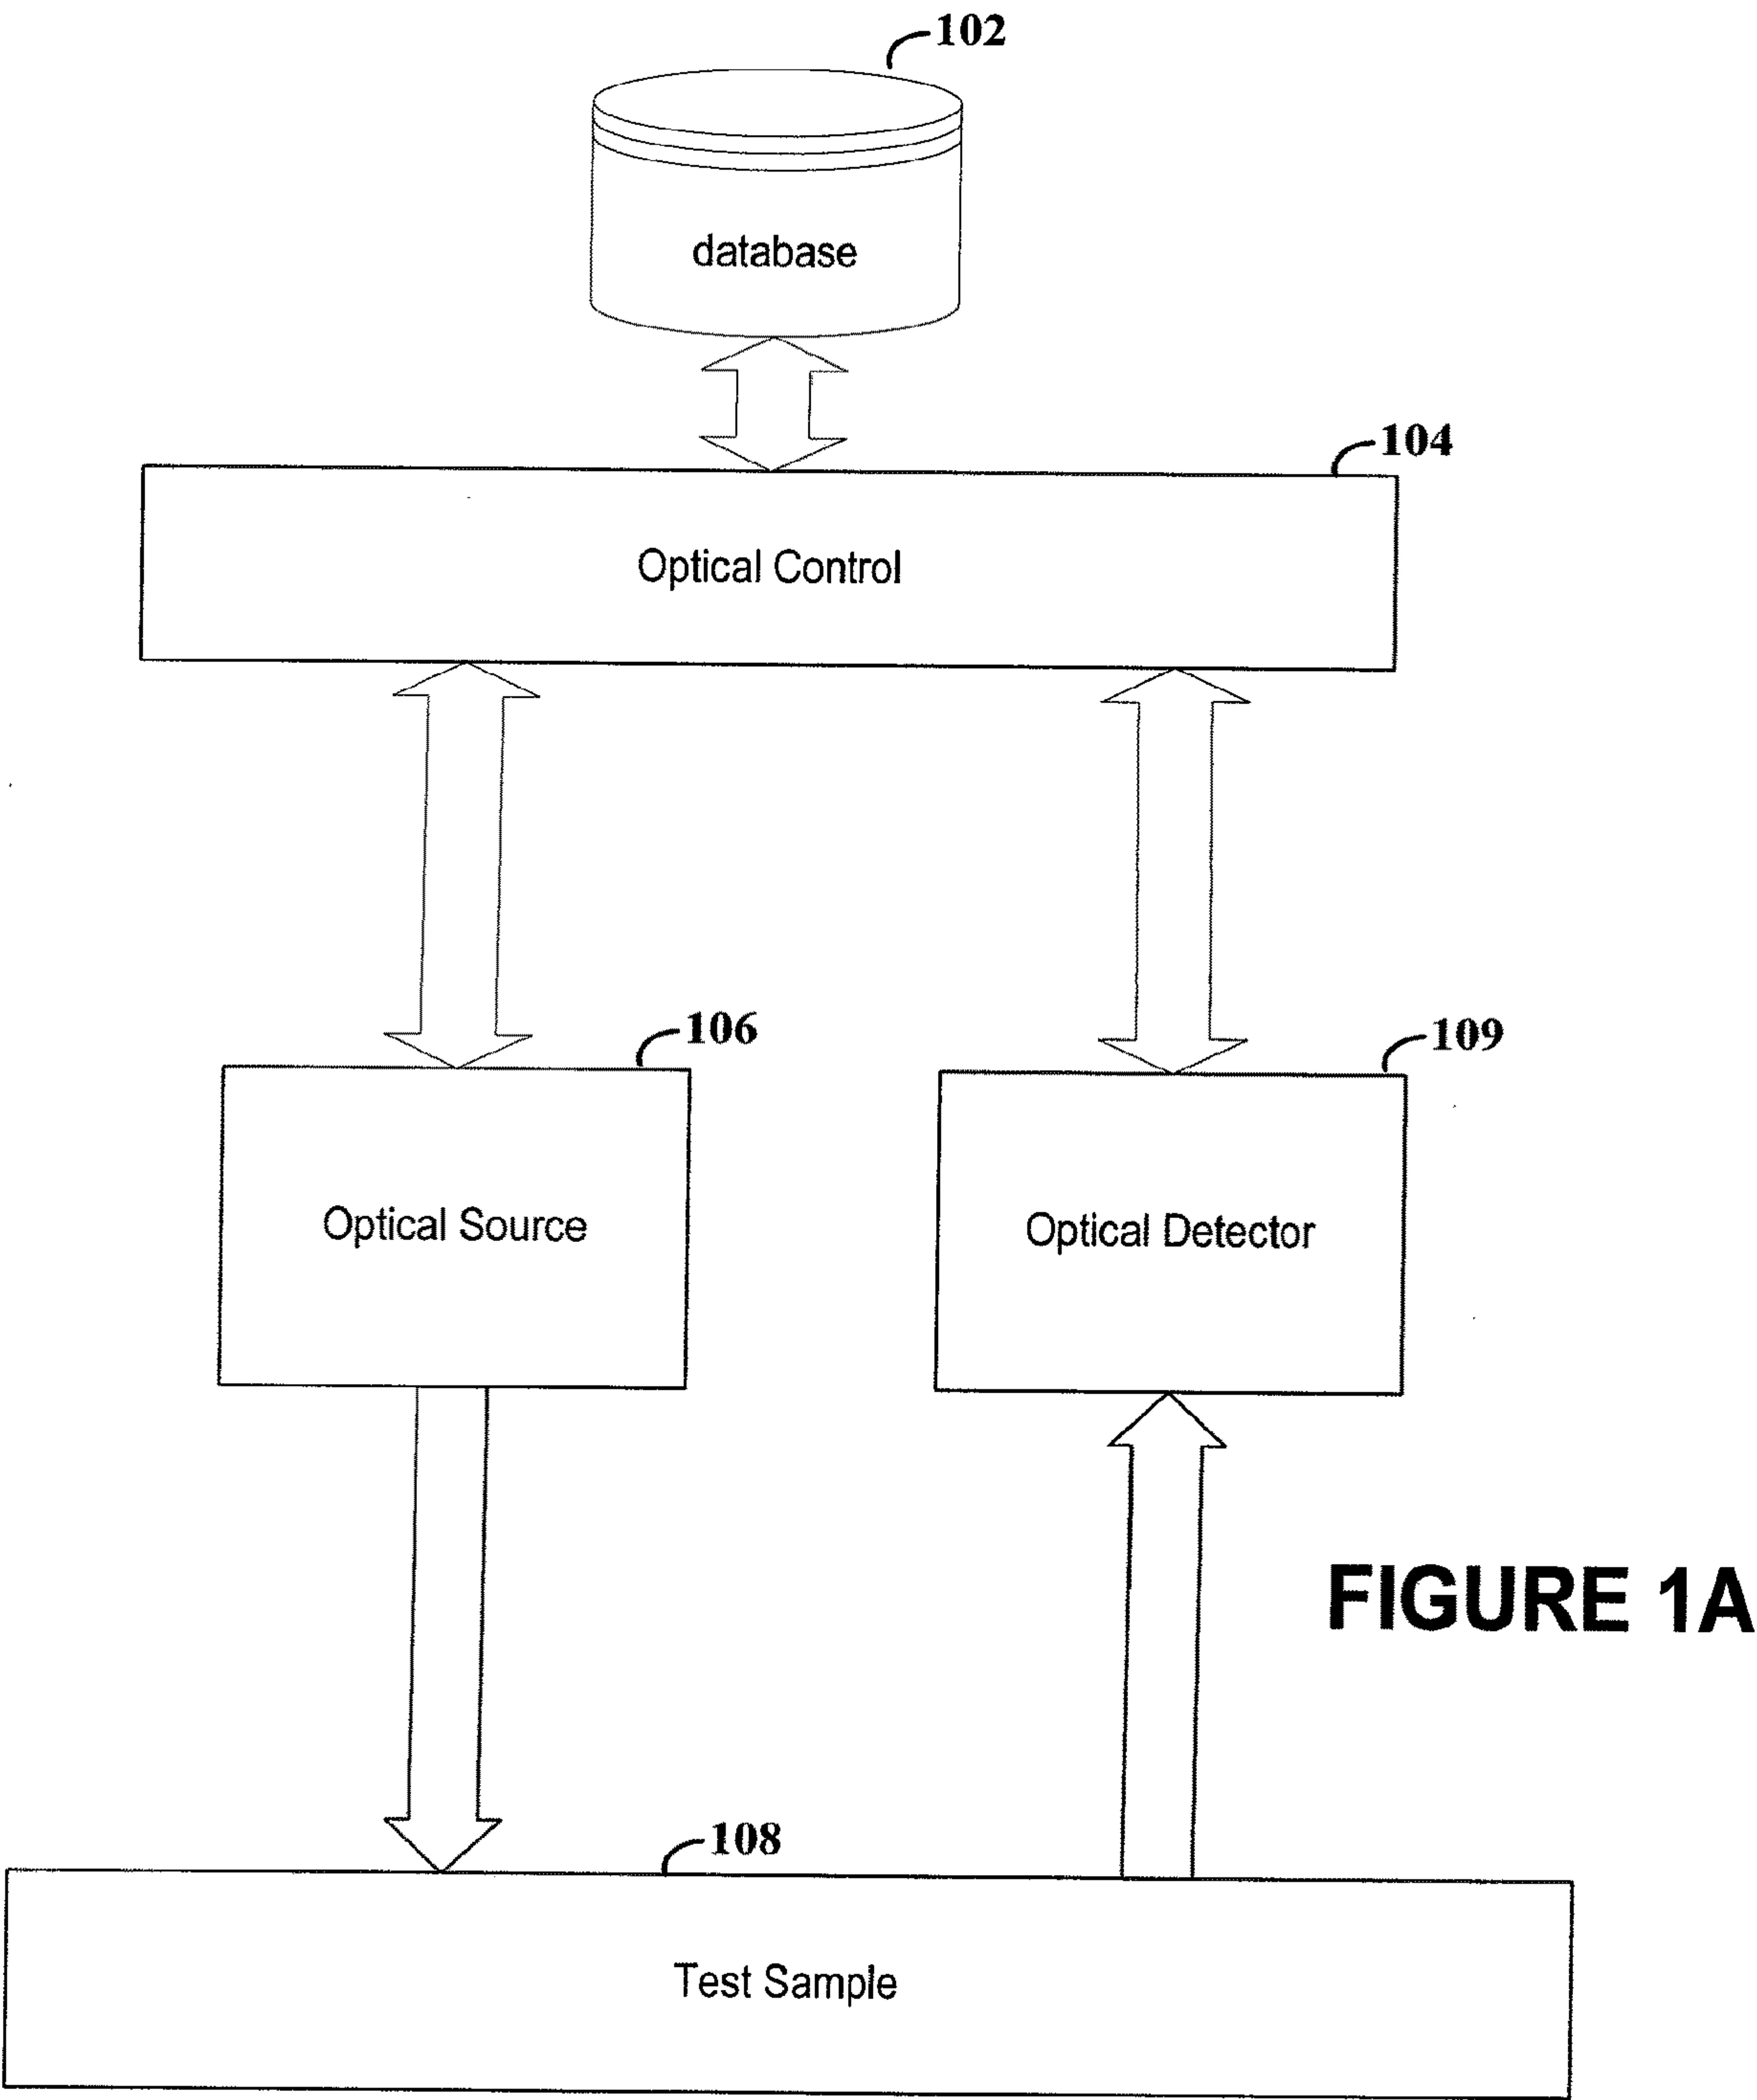 102
database
104
Optical Control
106
109
Optical Source
Optical Detector
FIGURE 1A
108
Test Sample